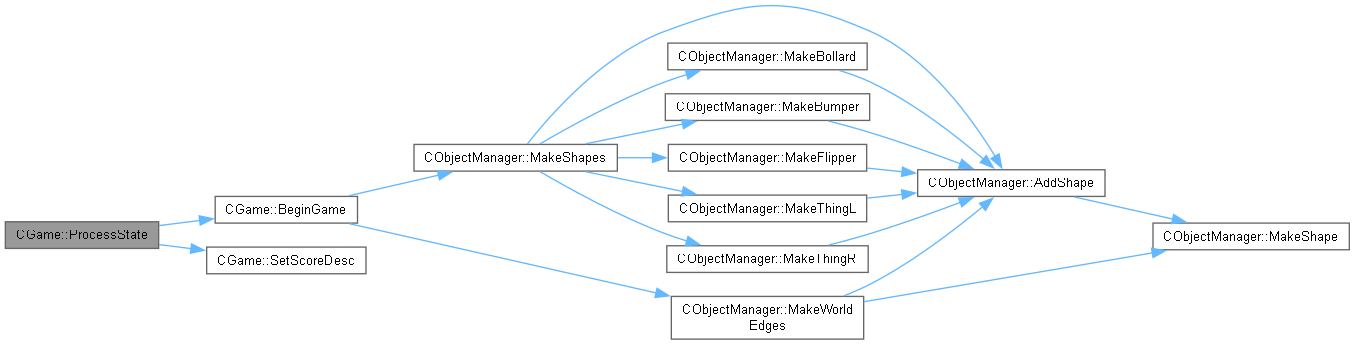 CGame::ProcessState
CGame::BeginGame
CGame::SetScoreDesc
CObjectManager::MakeShapes
CObjectManager::MakeBollard
CObjectManager::MakeBumper
CObjectManager::MakeFlipper
CObjectManager::MakeThingL
CObjectManager::MakeThingR
CObjectManager::MakeWorld
Edges
CObjectManager::AddShape
CObjectManager::MakeShape